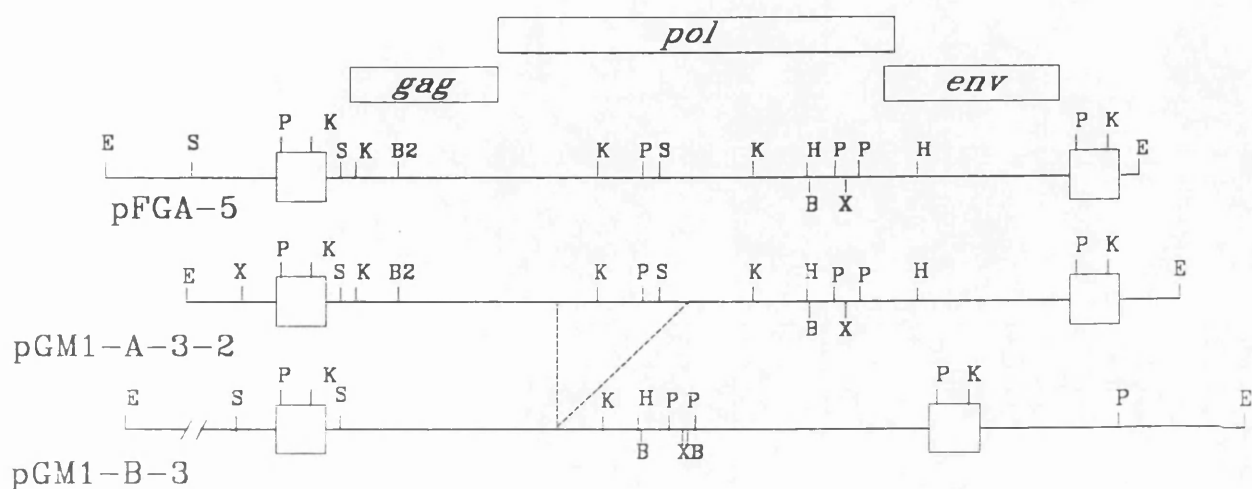 pol
gag env
P K P K
E S S K B2 K P S K H P P H E
B X
pFGA-5
P K P K
E X S K B2 K P S K H P P H E
B X
pGM1-A-3-2
P K P K
E S S K H P P P E
B XB
pGM1-B-3